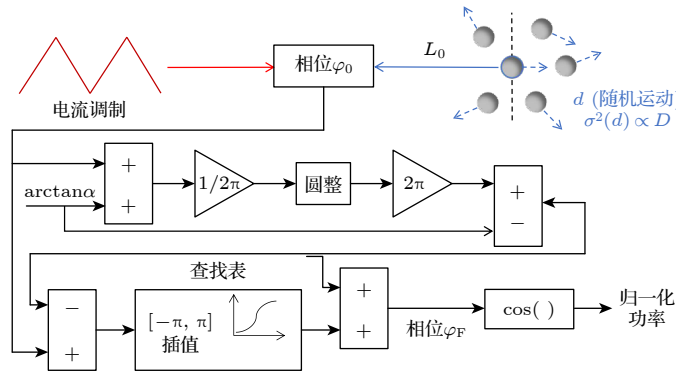 相位φ₀
L₀
电流调制
d (随机运动)
σ²(d) ∝ D
arctanα
+
+
1/2π
圆整
2π
+
−
查找表
−
+
[−π, π]
插值
+
+
相位φ_F
cos( )
归一化
功率